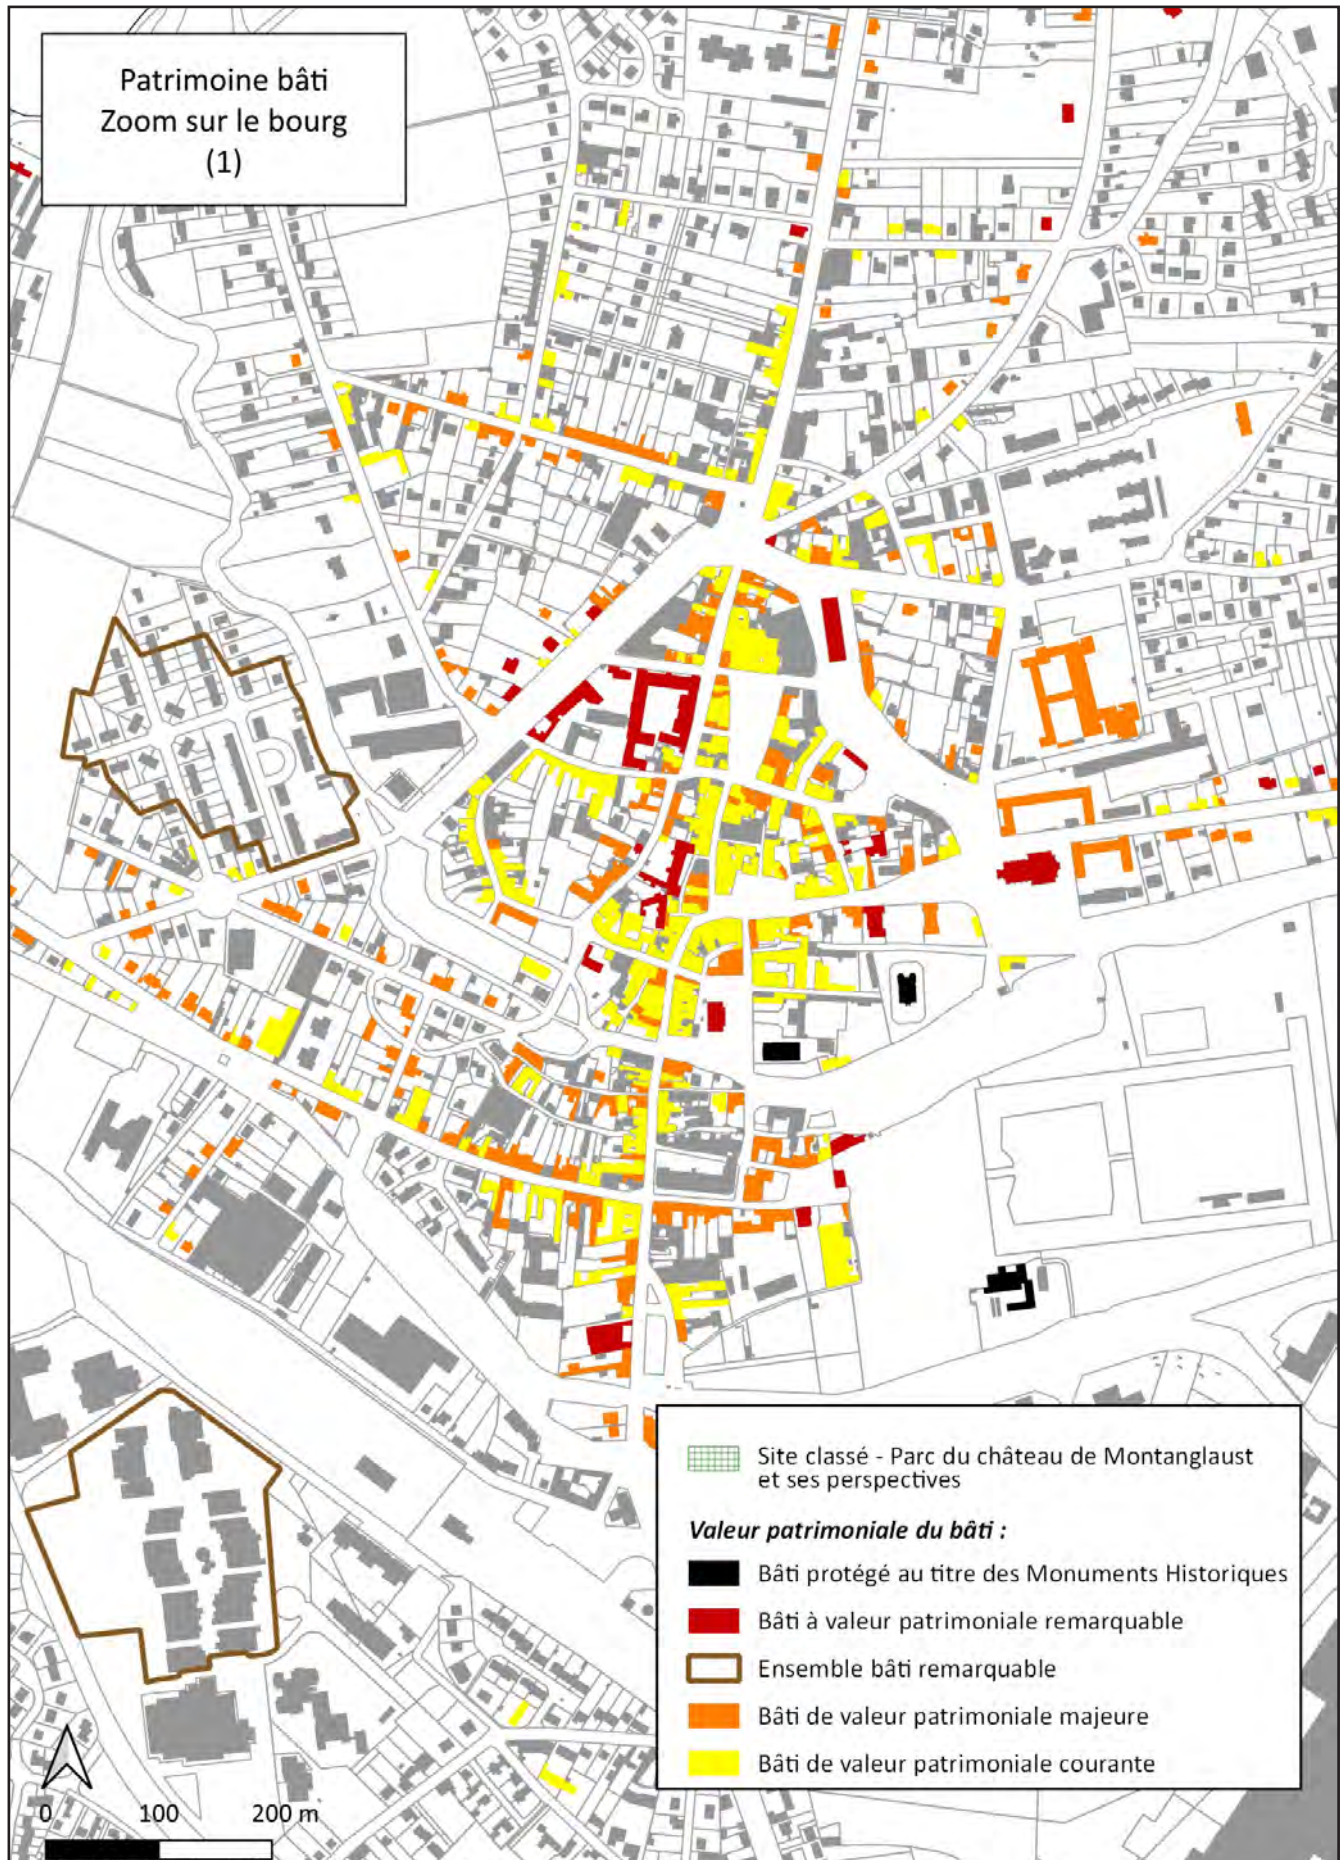 Patrimoine bâti
Zoom sur le bourg
(1)
Site classé - Parc du château de Montanglaust
et ses perspectives
Valeur patrimoniale du bâti :
Bâti protégé au titre des Monuments Historiques
Bâti à valeur patrimoniale remarquable
Ensemble bâti remarquable
Bâti de valeur patrimoniale majeure
Bâti de valeur patrimoniale courante
0 100 200 m